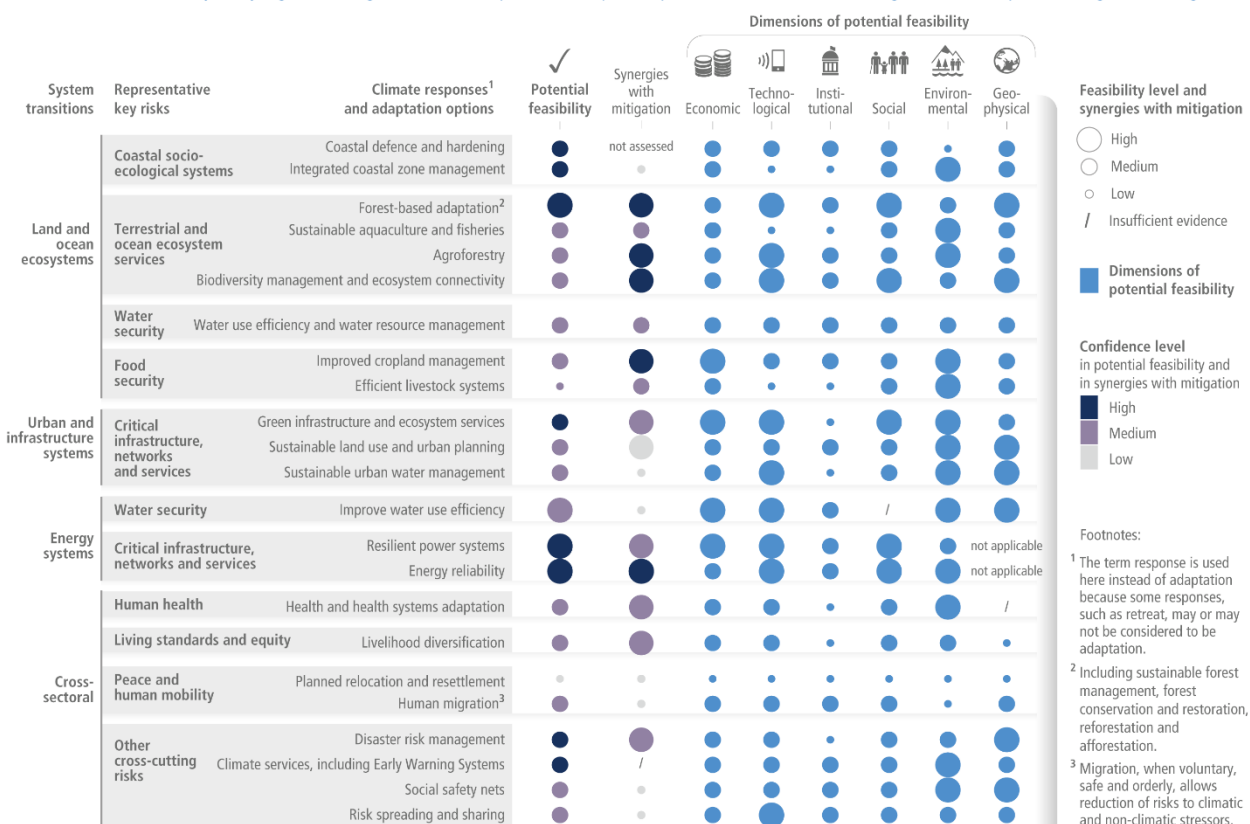 Dimensions of potential feasibility
System transitions
Representative key risks
Climate responses1 and adaptation options
Potential feasibility
Synergies with mitigation
Economic
Techno-logical
Insti-tutional
Social
Environ-mental
Geo-physical
Land and ocean ecosystems
Coastal socio-ecological systems
Coastal defence and hardening
not assessed
Integrated coastal zone management
Terrestrial and ocean ecosystem services
Forest-based adaptation2
Sustainable aquaculture and fisheries
Agroforestry
Biodiversity management and ecosystem connectivity
Water security
Water use efficiency and water resource management
Food security
Improved cropland management
Efficient livestock systems
Urban and infrastructure systems
Critical infrastructure, networks and services
Green infrastructure and ecosystem services
Sustainable land use and urban planning
Sustainable urban water management
Energy systems
Water security
Improve water use efficiency
/
Critical infrastructure, networks and services
Resilient power systems
not applicable
Energy reliability
not applicable
Cross-sectoral
Human health
Health and health systems adaptation
/
Living standards and equity
Livelihood diversification
Peace and human mobility
Planned relocation and resettlement
Human migration3
Other cross-cutting risks
Disaster risk management
Climate services, including Early Warning Systems
/
Social safety nets
Risk spreading and sharing
Feasibility level and synergies with mitigation
High
Medium
Low
/ Insufficient evidence
Dimensions of potential feasibility
Confidence level
in potential feasibility and in synergies with mitigation
High
Medium
Low
Footnotes:
1 The term response is used
here instead of adaptation
because some responses,
such as retreat, may or may
not be considered to be
adaptation.
2 Including sustainable forest
management, forest
conservation and restoration,
reforestation and
afforestation.
3 Migration, when voluntary,
safe and orderly, allows
reduction of risks to climatic
and non-climatic stressors.